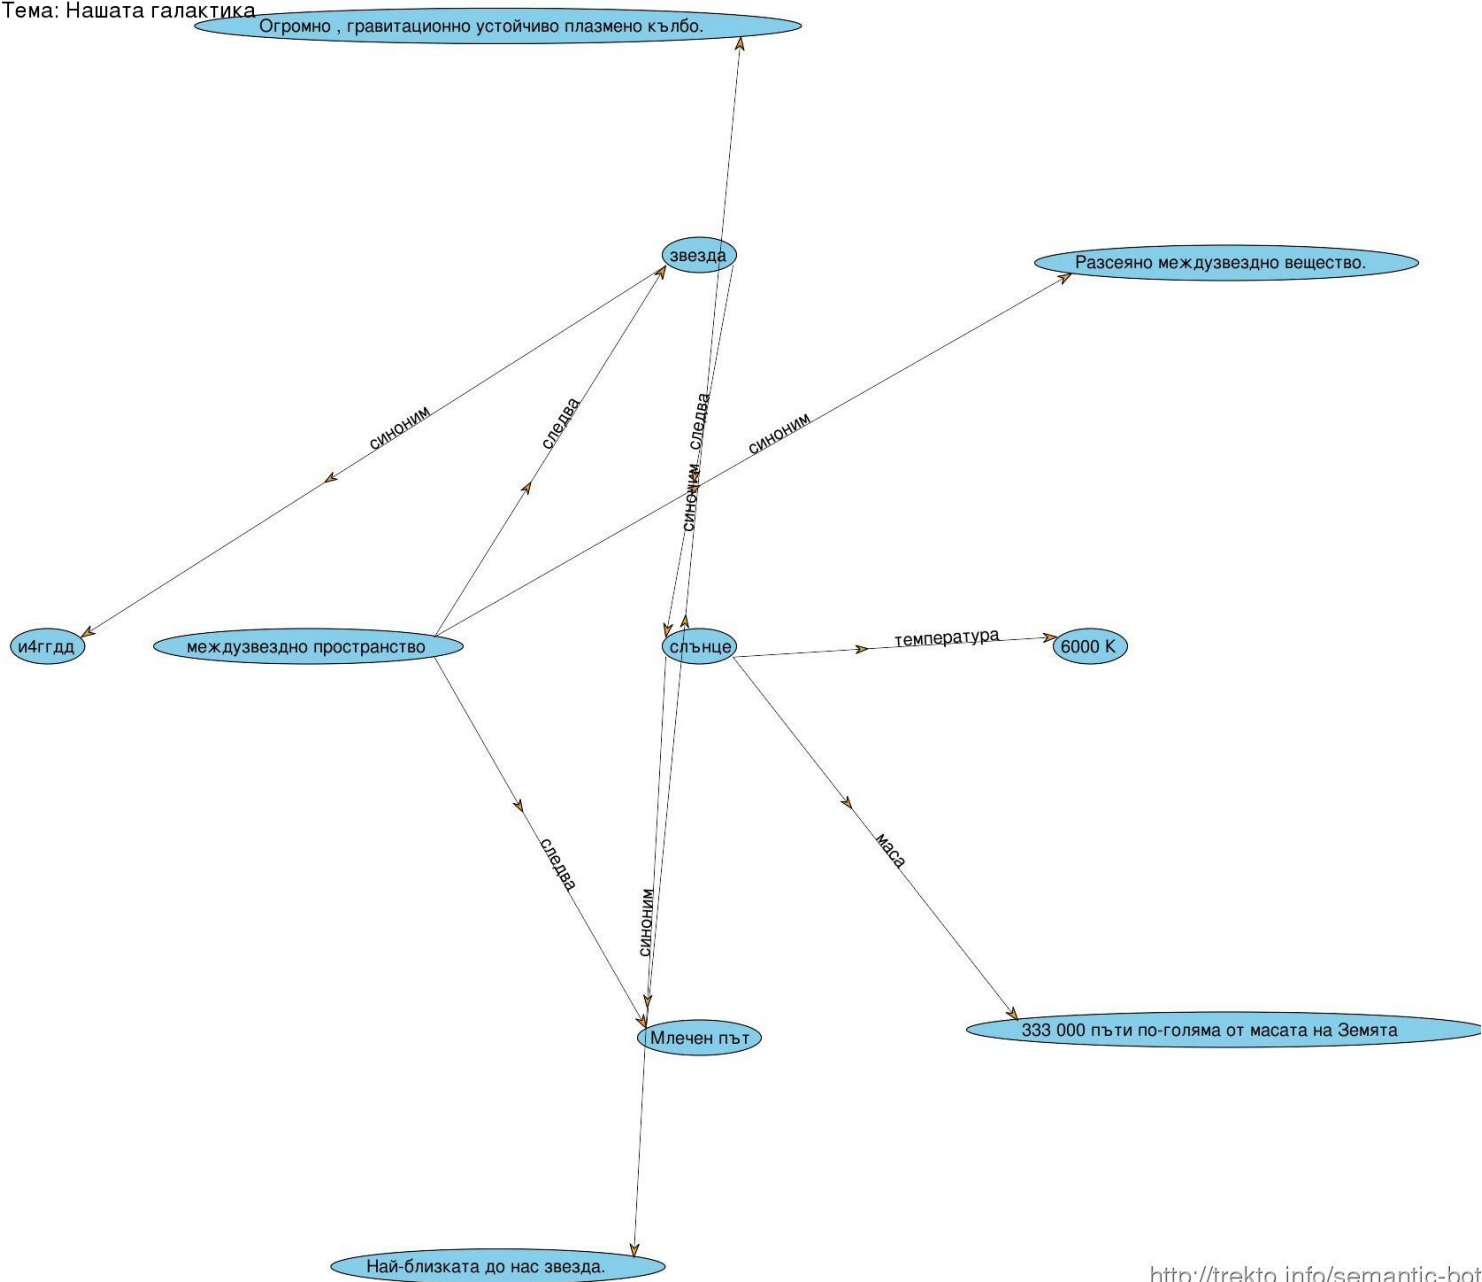 Тема: Нашата галактика
Огромно , гравитационно устойчиво плазмено кълбо.
звезда
Разсеяно междузвездно вещество.
синоним
следва
следва
синоним
синоним
и4ггдд
междузвездно пространство
слънце
температура
6000 K
маса
следва
синоним
Млечен път
333 000 пъти по-голяма от масата на Земята
Най-близката до нас звезда.
http://trekto.info/semantic-bot